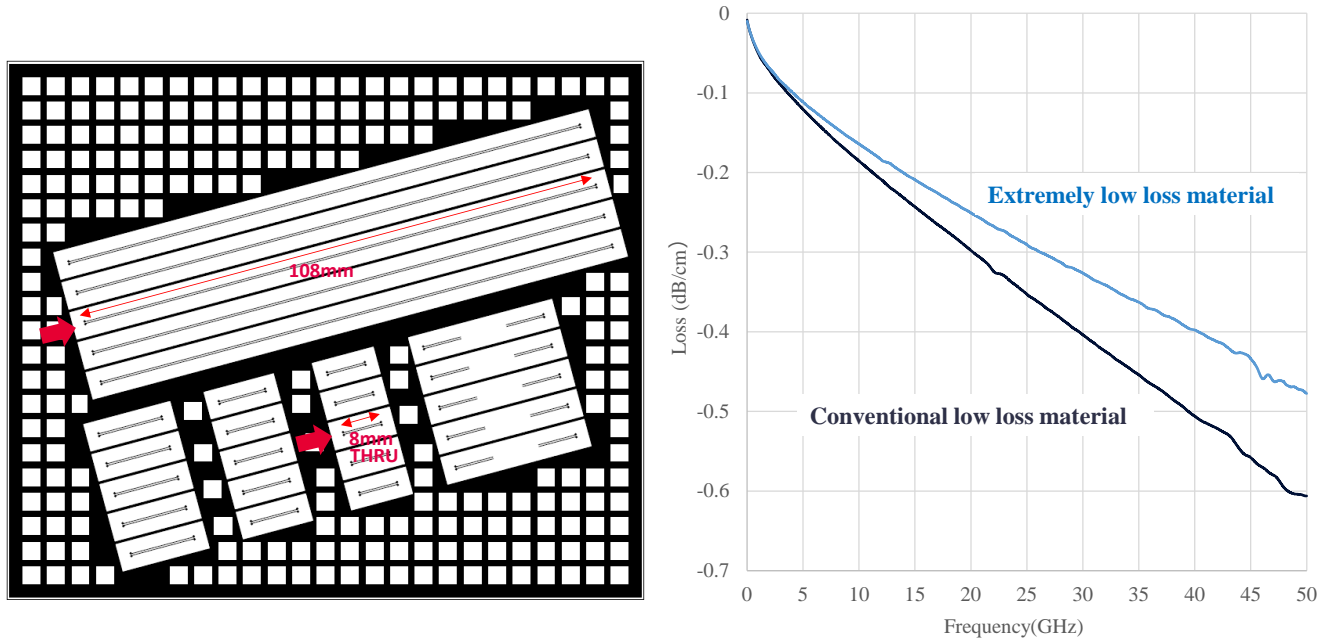 108mm
8mm
THRU
0
-0.1
-0.2
-0.3
-0.4
-0.5
-0.6
-0.7
Loss (dB/cm)
Extremely low loss material
Conventional low loss material
0 5 10 15 20 25 30 35 40 45 50
Frequency(GHz)